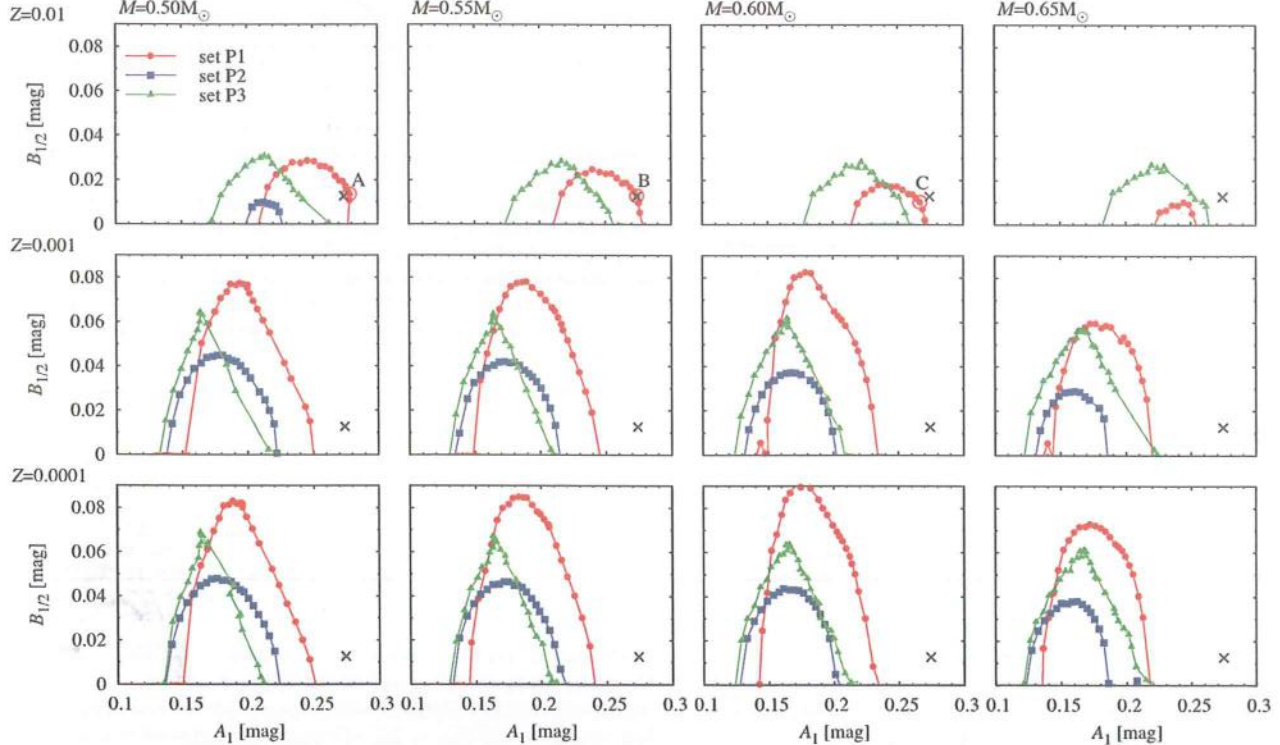 Z=0.01
M=0.50M☉
M=0.55M☉
M=0.60M☉
M=0.65M☉
0.08
0.06
0.04
0.02
0
B1/2 [mag]
set P1
set P2
set P3
A
B
C
Z=0.001
0.08
0.06
0.04
0.02
0
B1/2 [mag]
Z=0.0001
0.08
0.06
0.04
0.02
0
B1/2 [mag]
0.1 0.15 0.2 0.25 0.3 0.1 0.15 0.2 0.25 0.3 0.1 0.15 0.2 0.25 0.3 0.1 0.15 0.2 0.25 0.3
A1 [mag] A1 [mag] A1 [mag] A1 [mag]